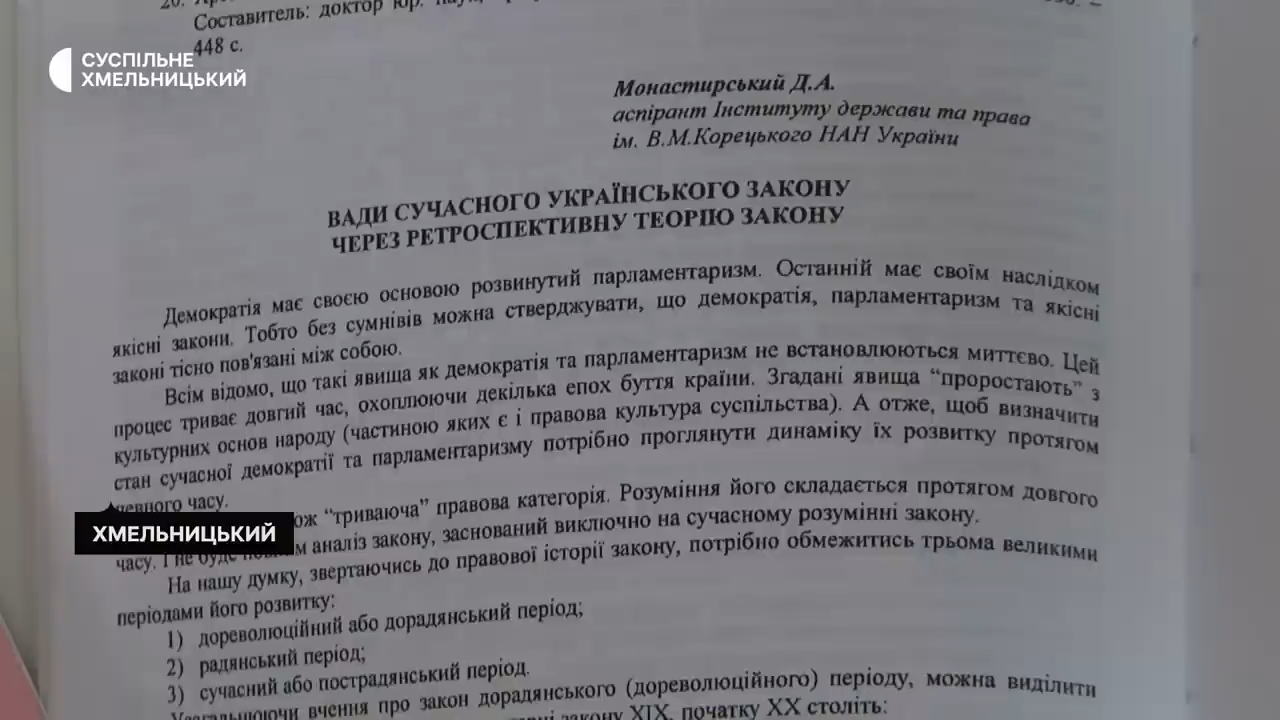 Составитель: доктор юр.
448 с.
СУСПІЛЬНЕ
ХМЕЛЬНИЦЬКИЙ
Монастирський Д.А.
аспірант Інституту держави та права
ім. В.М.Корецького НАН України
ВАДИ СУЧАСНОГО УКРАЇНСЬКОГО ЗАКОНУ
ЧЕРЕЗ РЕТРОСПЕКТИВНУ ТЕОРІЮ ЗАКОНУ
Демократія має своєю основою розвинутий парламентаризм. Останній має своїм наслідком
якісні закони. Тобто без сумнівів можна стверджувати, що демократія, парламентаризм та якісні
законі тісно пов'язані між собою.
Всім відомо, що такі явища як демократія та парламентаризм не встановлюються миттєво. Цей
процес триває довгий час, охоплюючи декілька епох буття країни. Згадані явища “проростають” з
культурних основ народу (частиною яких є і правова культура суспільства). А отже, щоб визначити
стан сучасної демократії та парламентаризму потрібно проглянути динаміку їх розвитку протягом
певного часу.
“триваюча” правова категорія. Розуміння його складається протягом довгого
часу. І не буде аналіз закону, заснований виключно на сучасному розумінні закону.
ХМЕЛЬНИЦЬКИЙ
На нашу думку, звертаючись до правової історії закону, потрібно обмежитись трьома великими
періодами його розвитку:
1) дореволюційний або дорадянський період;
2) радянський період;
3) сучасний або пострадянський період.
Узагальнюючи вчення про закон дорадянського (дореволюційного) періоду, можна виділити
закону ХІХ, початку ХХ століть: